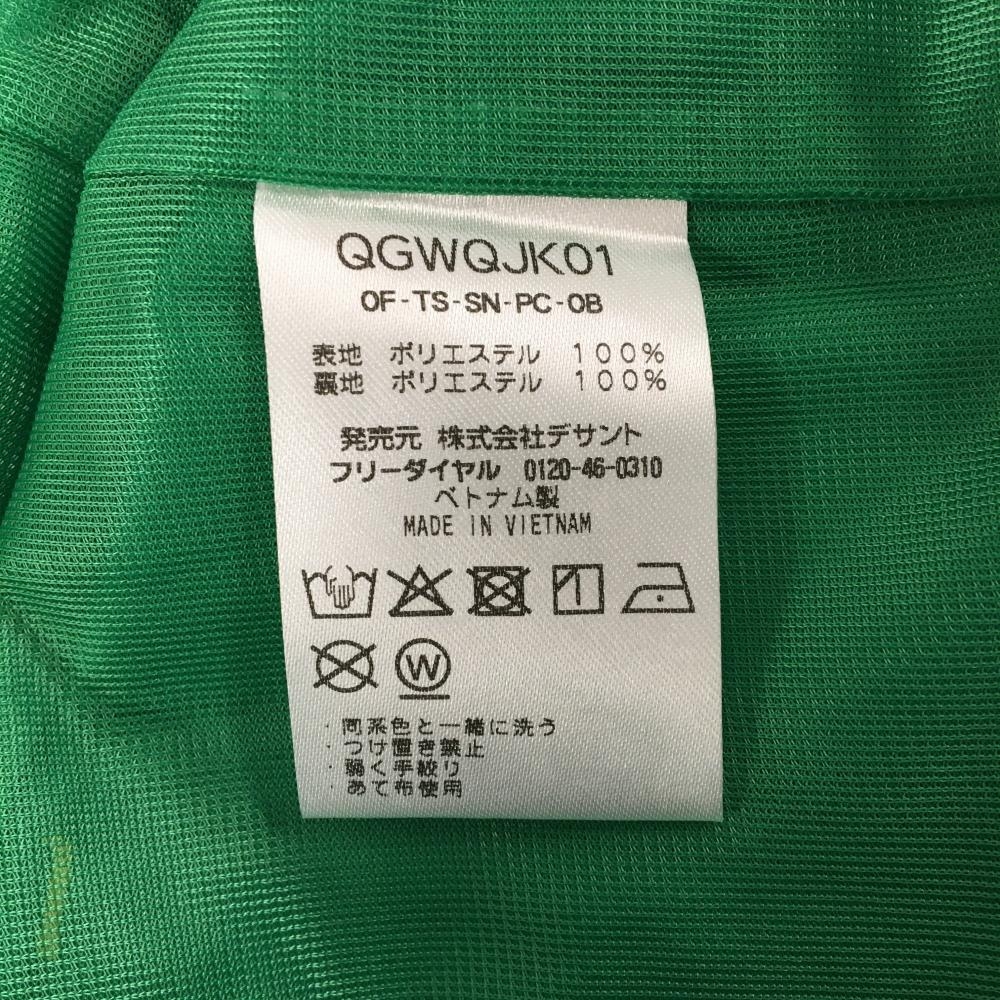 QGWQJK01
OF-TS-SN-PC-OB
表地 ポリエステル 100%
裏地 ポリエステル 100%
発売元 株式会社デサント
フリーダイヤル 0120-46-0310
ベトナム製
MADE IN VIETNAM
W
・同系色と一緒に洗う
・つけ置き禁止
・弱く手絞り
・あて布使用